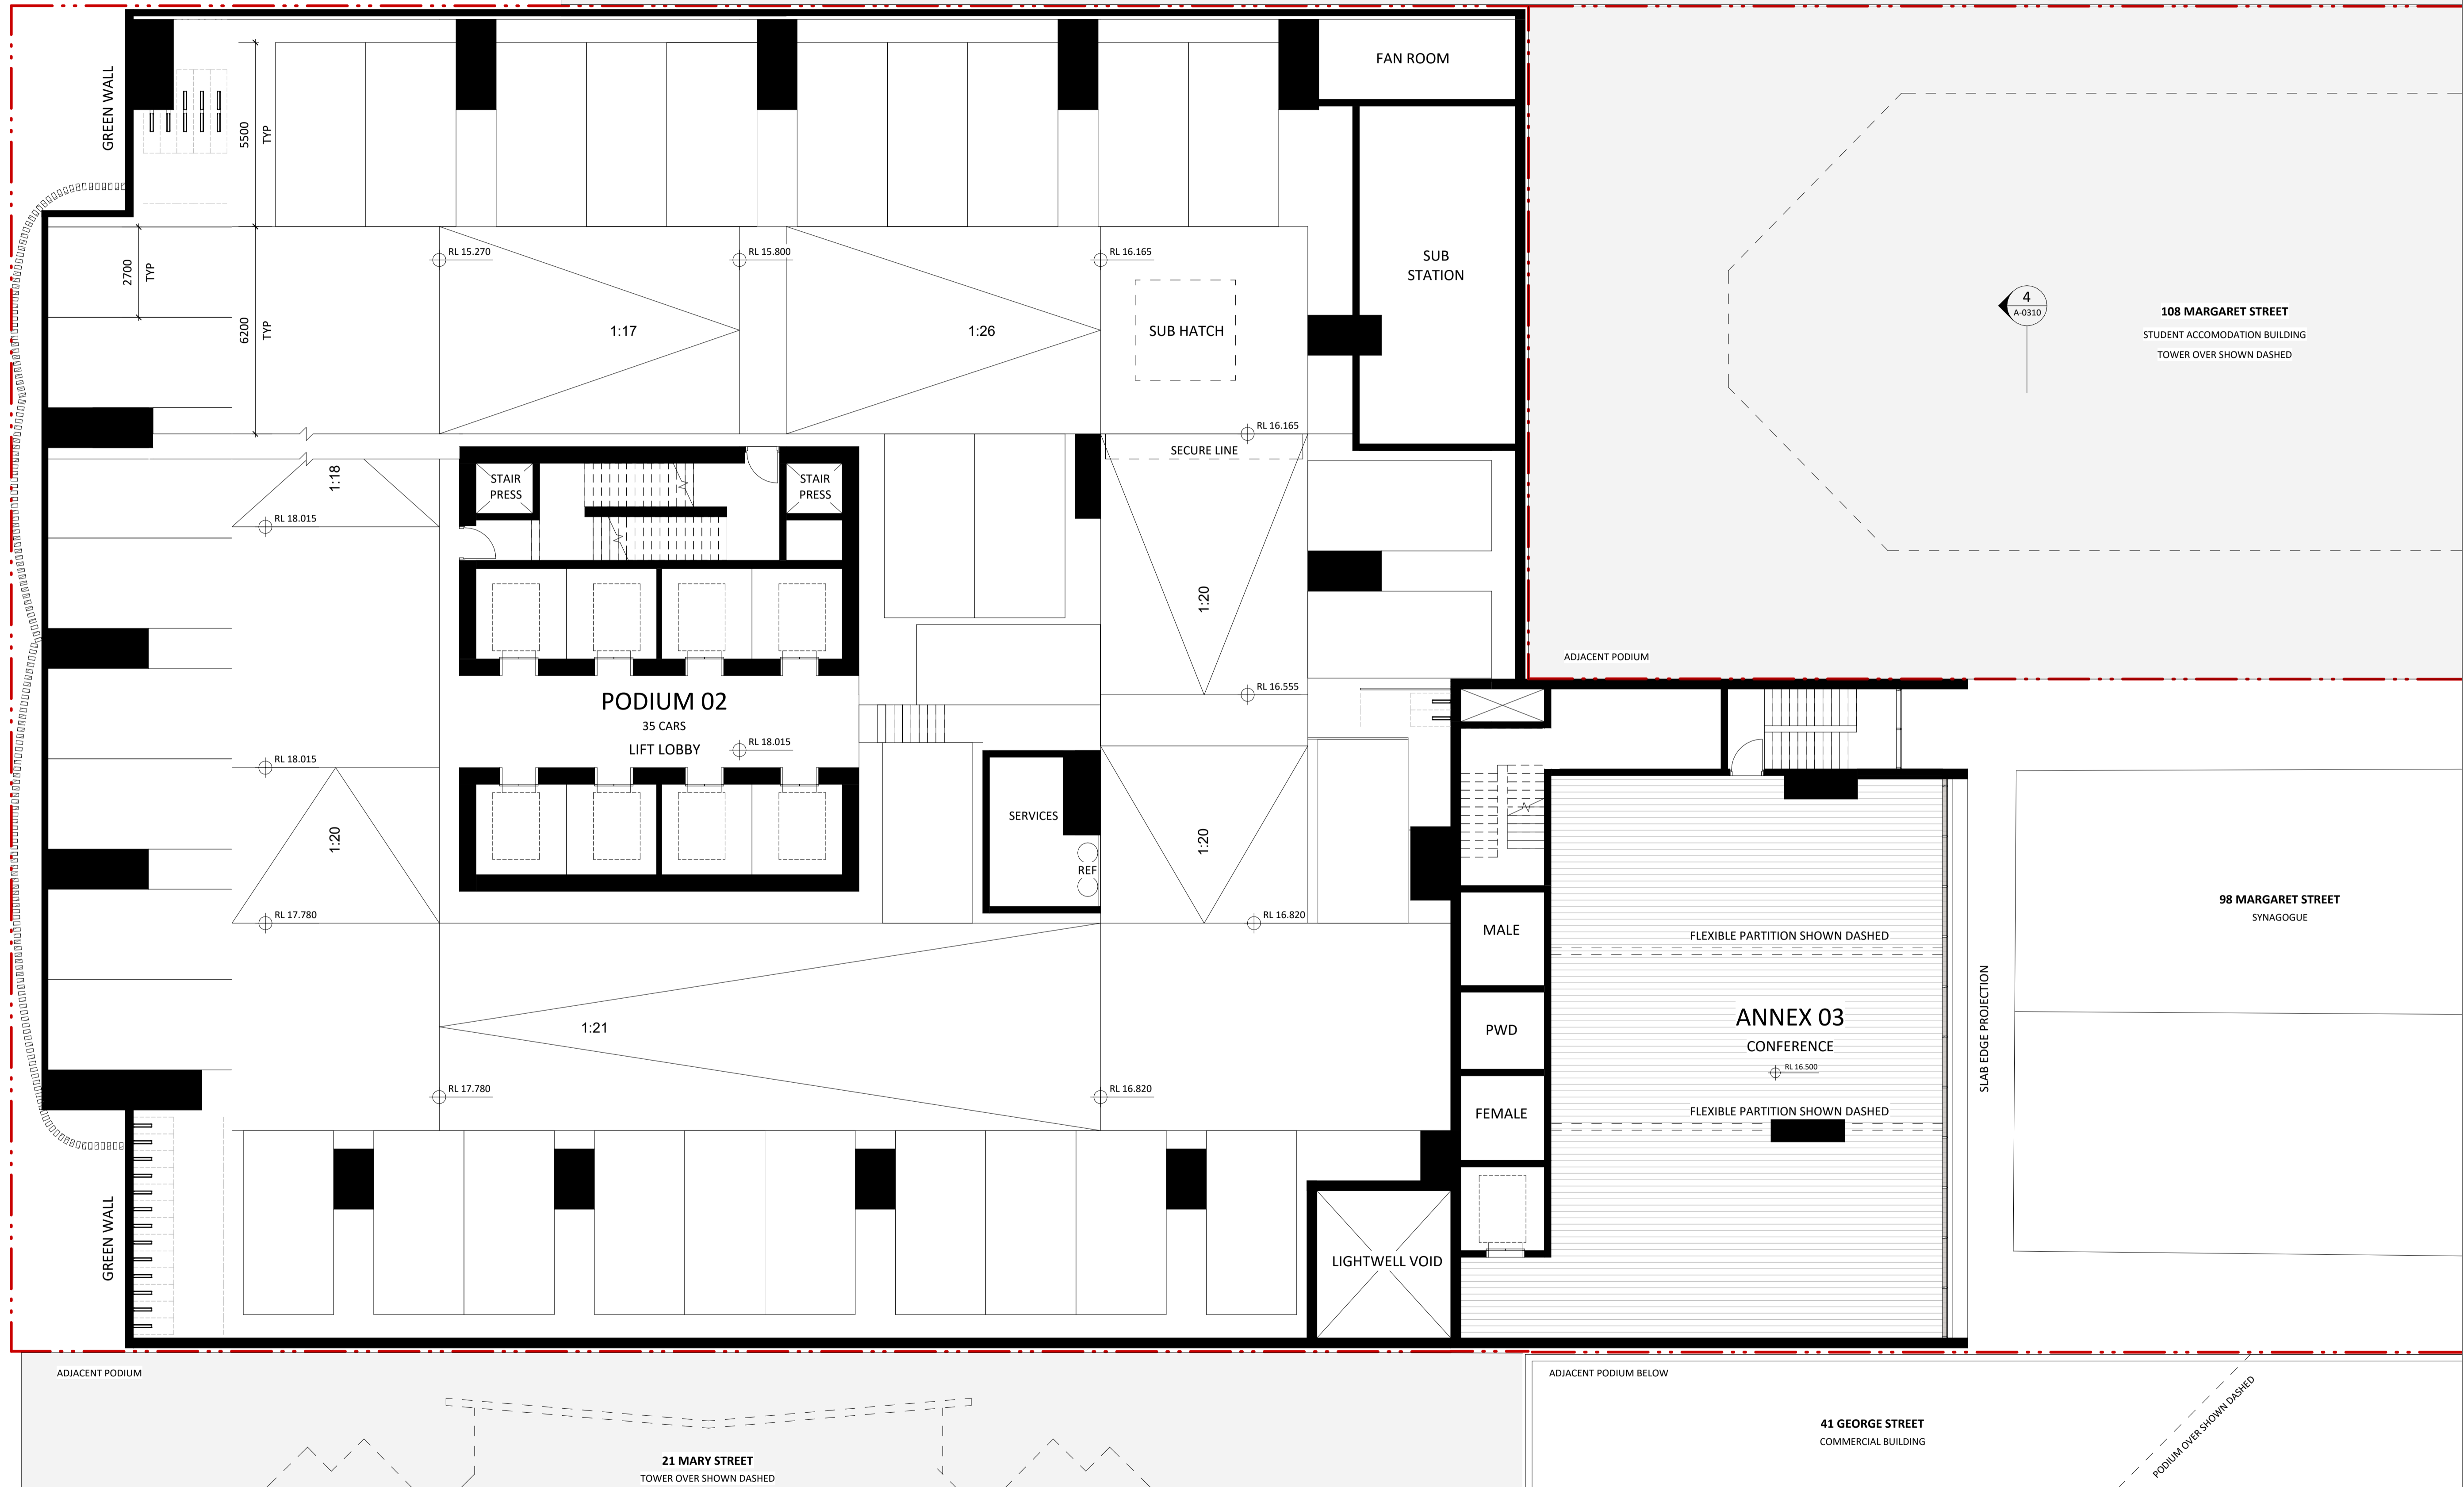 FAN ROOM
GREEN WALL
5500
TYP
RL 15.270
RL 15.800
RL 16.165
SUB
STATION
2700
TYP
6200
TYP
1:17
1:26
SUB HATCH
4
A-0310
108 MARGARET STREET
STUDENT ACCOMODATION BUILDING
TOWER OVER SHOWN DASHED
RL 16.165
SECURE LINE
1:18
STAIR
PRESS
STAIR
PRESS
RL 18.015
1:20
ADJACENT PODIUM
PODIUM 02
35 CARS
LIFT LOBBY
RL 18.015
RL 16.555
RL 18.015
1:20
SERVICES
REF
1:20
RL 17.780
RL 16.820
MALE
98 MARGARET STREET
SYNAGOGUE
FLEXIBLE PARTITION SHOWN DASHED
1:21
PWD
ANNEX 03
CONFERENCE
RL 16.500
SLAB EDGE PROJECTION
RL 17.780
RL 16.820
FEMALE
FLEXIBLE PARTITION SHOWN DASHED
GREEN WALL
LIGHTWELL VOID
ADJACENT PODIUM
ADJACENT PODIUM BELOW
21 MARY STREET
TOWER OVER SHOWN DASHED
41 GEORGE STREET
COMMERCIAL BUILDING
PODIUM OVER SHOWN DASHED